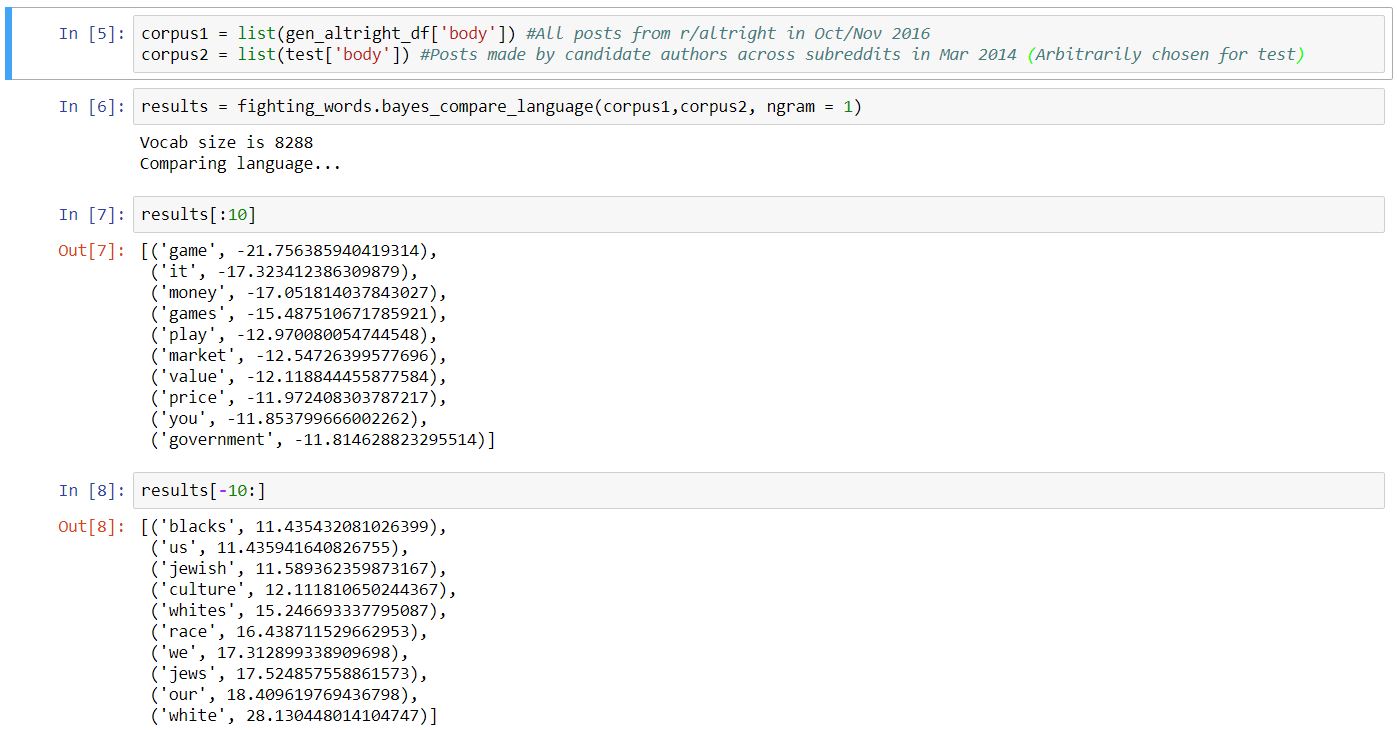 In [5]: corpus1 = list(gen_altright_df['body']) #All posts from r/altright in Oct/Nov 2016
corpus2 = list(test['body']) #Posts made by candidate authors across subreddits in Mar 2014 (Arbitrarily chosen for test)
In [6]: results = fighting_words.bayes_compare_language(corpus1,corpus2, ngram = 1)
Vocab size is 8288
Comparing language...
In [7]: results[:10]
Out[7]: [('game', -21.756385940419314),
('it', -17.323412386309879),
('money', -17.051814037843027),
('games', -15.487510671785921),
('play', -12.970080054744548),
('market', -12.54726399577696),
('value', -12.118844455877584),
('price', -11.972408303787217),
('you', -11.853799666002262),
('government', -11.814628823295514)]
In [8]: results[-10:]
Out[8]: [('blacks', 11.435432081026399),
('us', 11.435941640826755),
('jewish', 11.589362359873167),
('culture', 12.111810650244367),
('whites', 15.246693337795087),
('race', 16.438711529662953),
('we', 17.312899338909698),
('jews', 17.524857558861573),
('our', 18.409619769436798),
('white', 28.130448014104747)]